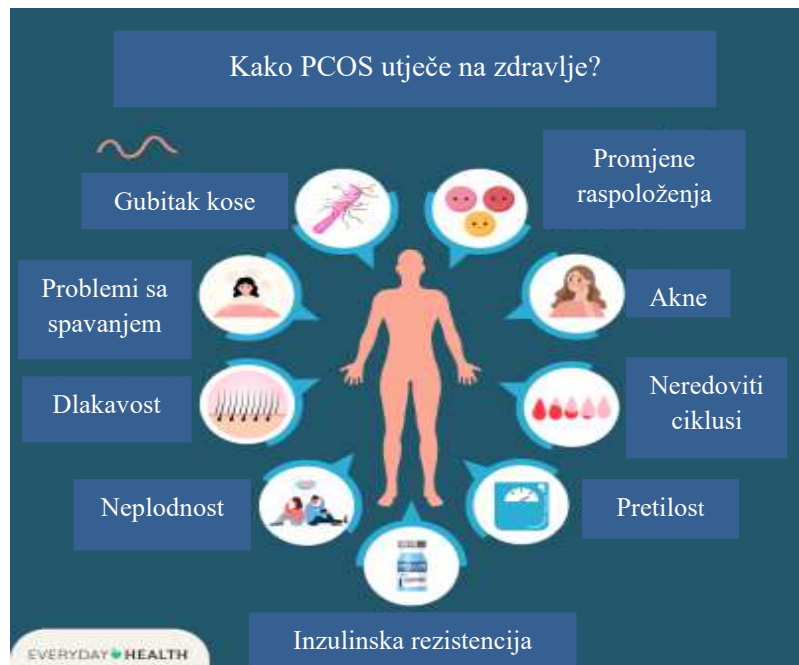 Kako PCOS utječe na zdravlje?
Promjene
raspoloženja
Gubitak kose
Problemi sa
spavanjem
Akne
Dlakavost
Neredoviti
ciklusi
Neplodnost
Pretilost
Inzulinska rezistencija
EVERYDAY HEALTH